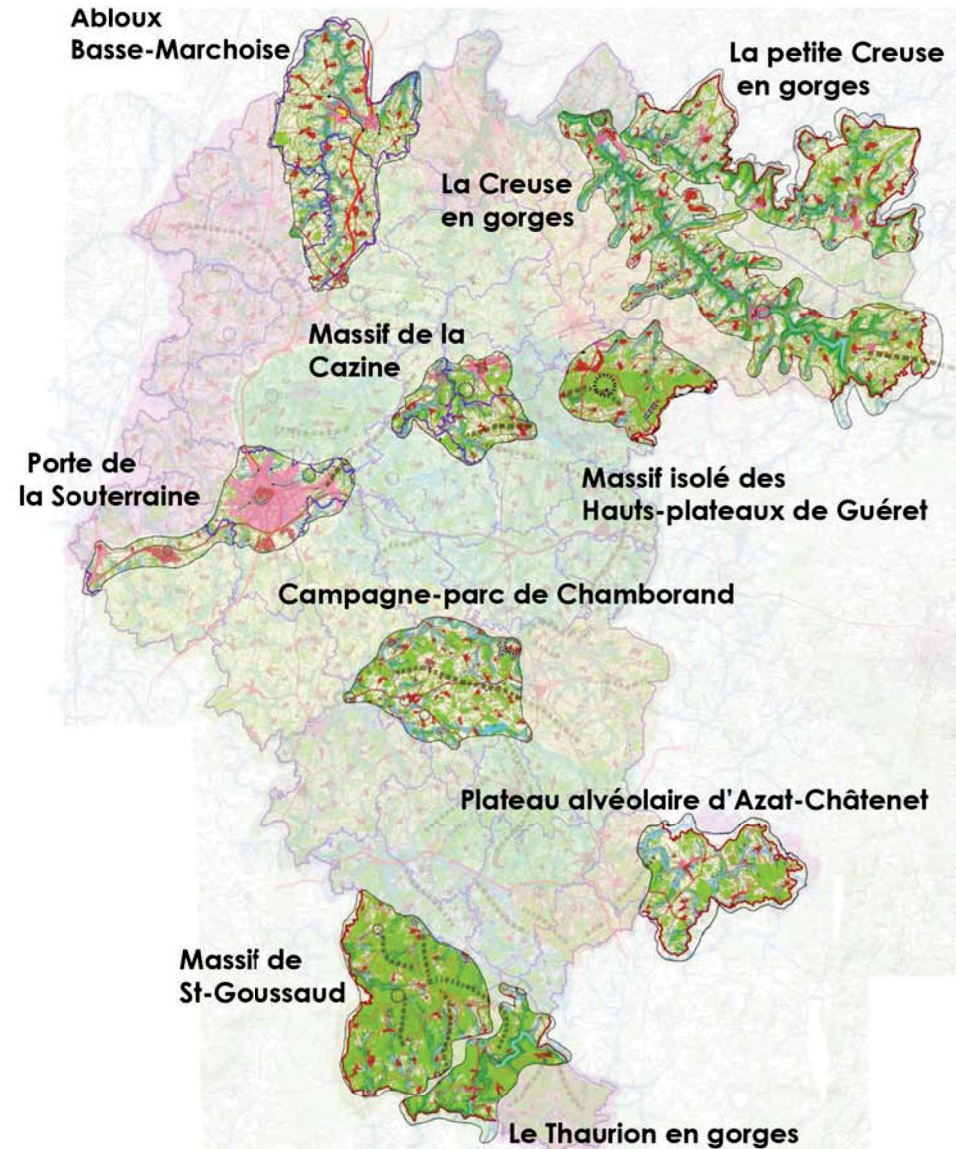 Abloux
Basse-Marchoise
La petite Creuse
en gorges
La Creuse
en gorges
Massif de la
Cazine
Porte de
la Souterraine
Massif isolé des
Hauts-plateaux de Guéret
Campagne-parc de Chamborand
Plateau alvéolaire d'Azat-Châtenet
Massif de
St-Goussaud
Le Thaurion en gorges